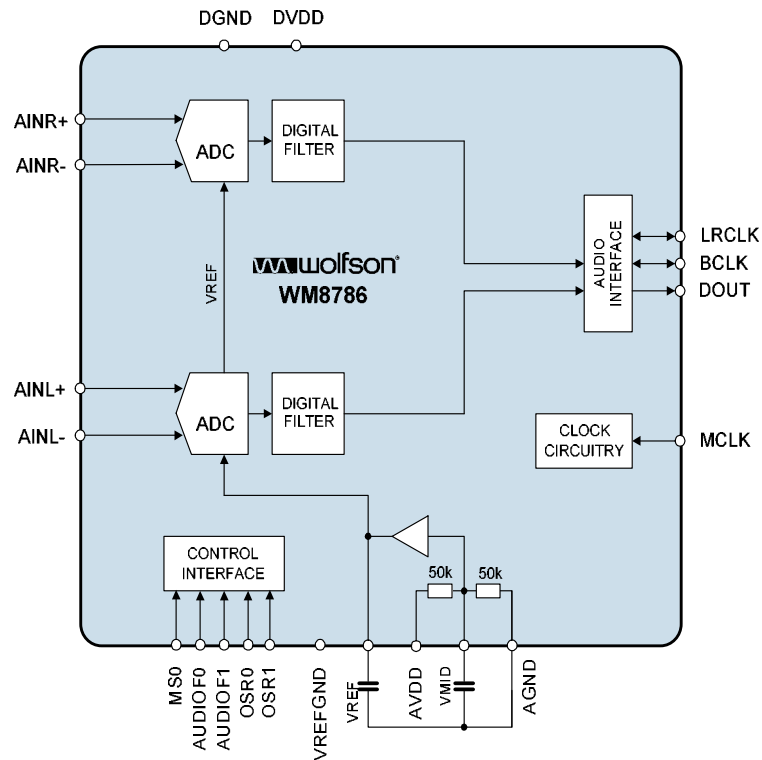 DGND DVDD
AINR+
ADC
DIGITAL
FILTER
AINR-
VREF
wolfson®
WM8786
AUDIO
INTERFACE
LRCLK
BCLK
DOUT
AINL+
ADC
DIGITAL
FILTER
AINL-
CLOCK
CIRCUITRY
MCLK
CONTROL
INTERFACE
50k 50k
MS0
AUDIOF0
AUDIOF1
OSR0
OSR1
VREFGND
VREF
AVDD
VMID
AGND